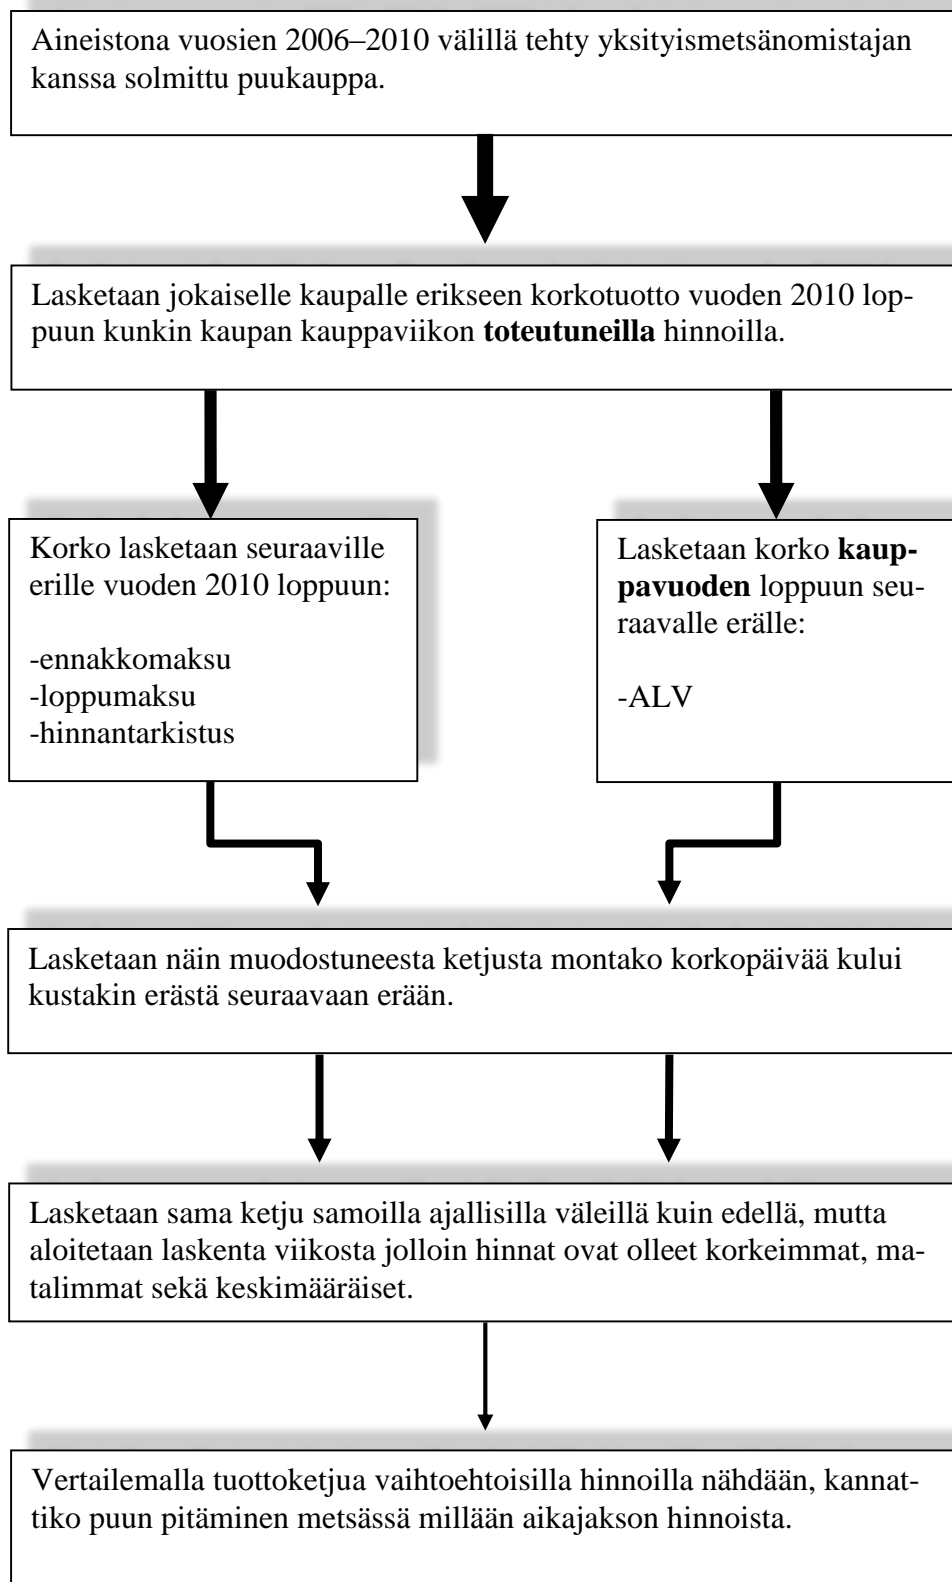 Aineistona vuosien 2006–2010 välillä tehty yksityismetsänomistajan
kanssa solmittu puukauppa.
Lasketaan jokaiselle kaupalle erikseen korkotuotto vuoden 2010 lop-
puun kunkin kaupan kauppaviikon toteutuneilla hinnoilla.
Korko lasketaan seuraaville
erille vuoden 2010 loppuun:
-ennakkomaksu
-loppumaksu
-hinnantarkistus
Lasketaan korko kaup-
pavuoden loppuun seu-
raavalle erälle:
-ALV
Lasketaan näin muodostuneesta ketjusta montako korkopäivää kului
kustakin erästä seuraavaan erään.
Lasketaan sama ketju samoilla ajallisilla väleillä kuin edellä, mutta
aloitetaan laskenta viikosta jolloin hinnat ovat olleet korkeimmat, ma-
talimmat sekä keskimääräiset.
Vertailemalla tuottoketjua vaihtoehtoisilla hinnoilla nähdään, kannat-
tiko puun pitäminen metsässä millään aikajakson hinnoista.